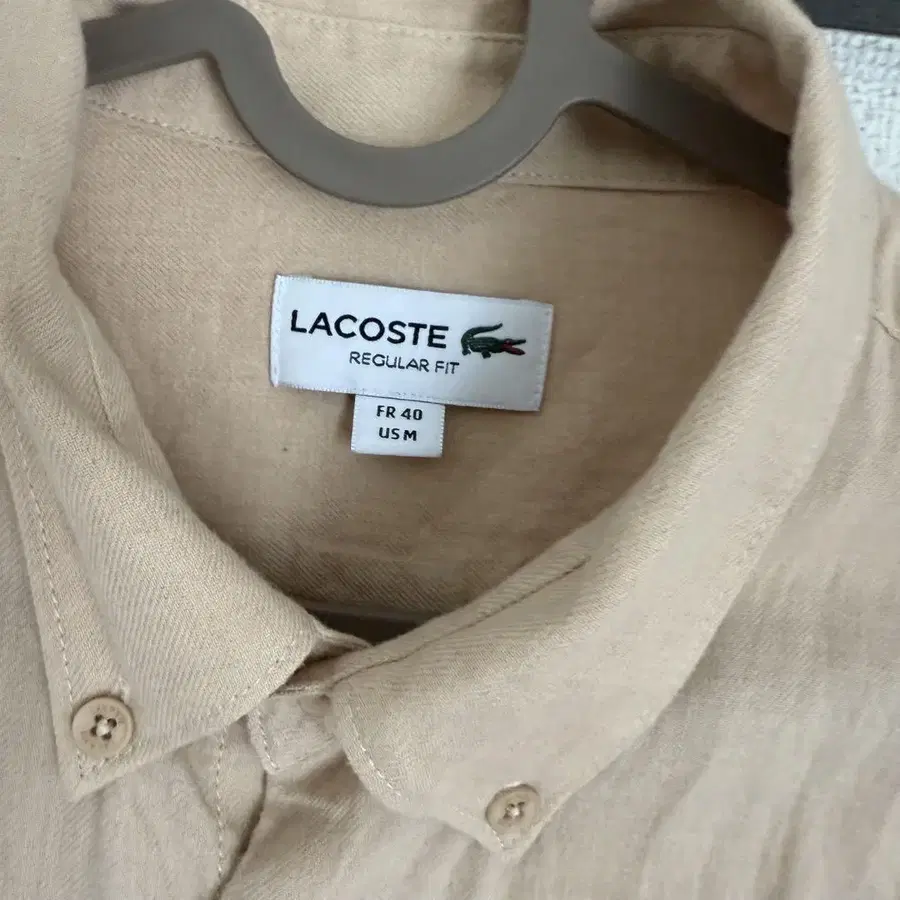 LACOSTE
REGULAR FIT
FR 40
US M